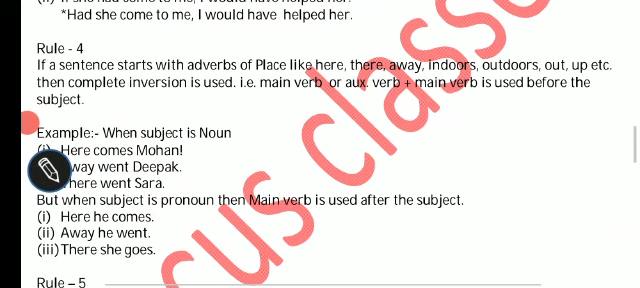 *Had she come to me, I would have helped her.
Rule - 4
If a sentence starts with adverbs of Place like here, there, away, indoors, outdoors, out, up etc.
then complete inversion is used. i.e. main verb or aux. verb + main verb is used before the
subject.
Example:- When subject is Noun
(i) Here comes Mohan!
way went Deepak.
here went Sara.
But when subject is pronoun then Main verb is used after the subject.
(i) Here he comes.
(ii) Away he went.
(iii) There she goes.
Rule – 5
cus classe